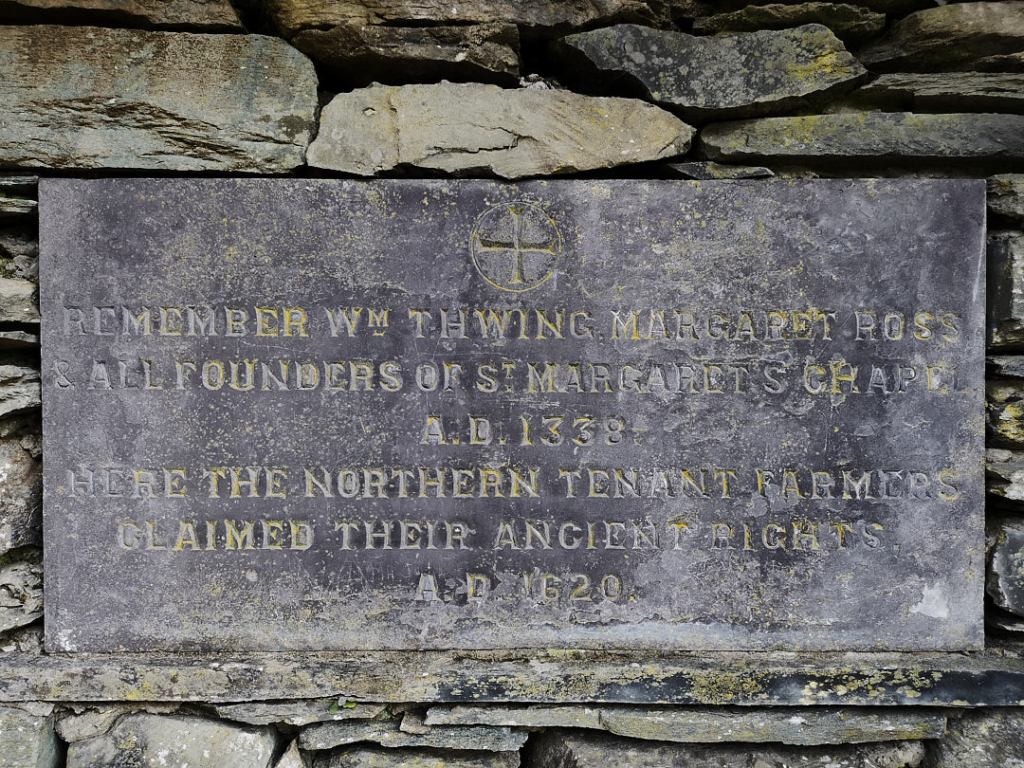 REMEMBER WM THWING, MARGARET ROSS
& ALL FOUNDERS OF ST MARGARET'S CHAPEL
A.D. 1338.
HERE THE NORTHERN TENANT FARMERS
CLAIMED THEIR ANCIENT RIGHTS,
A.D. 1620.